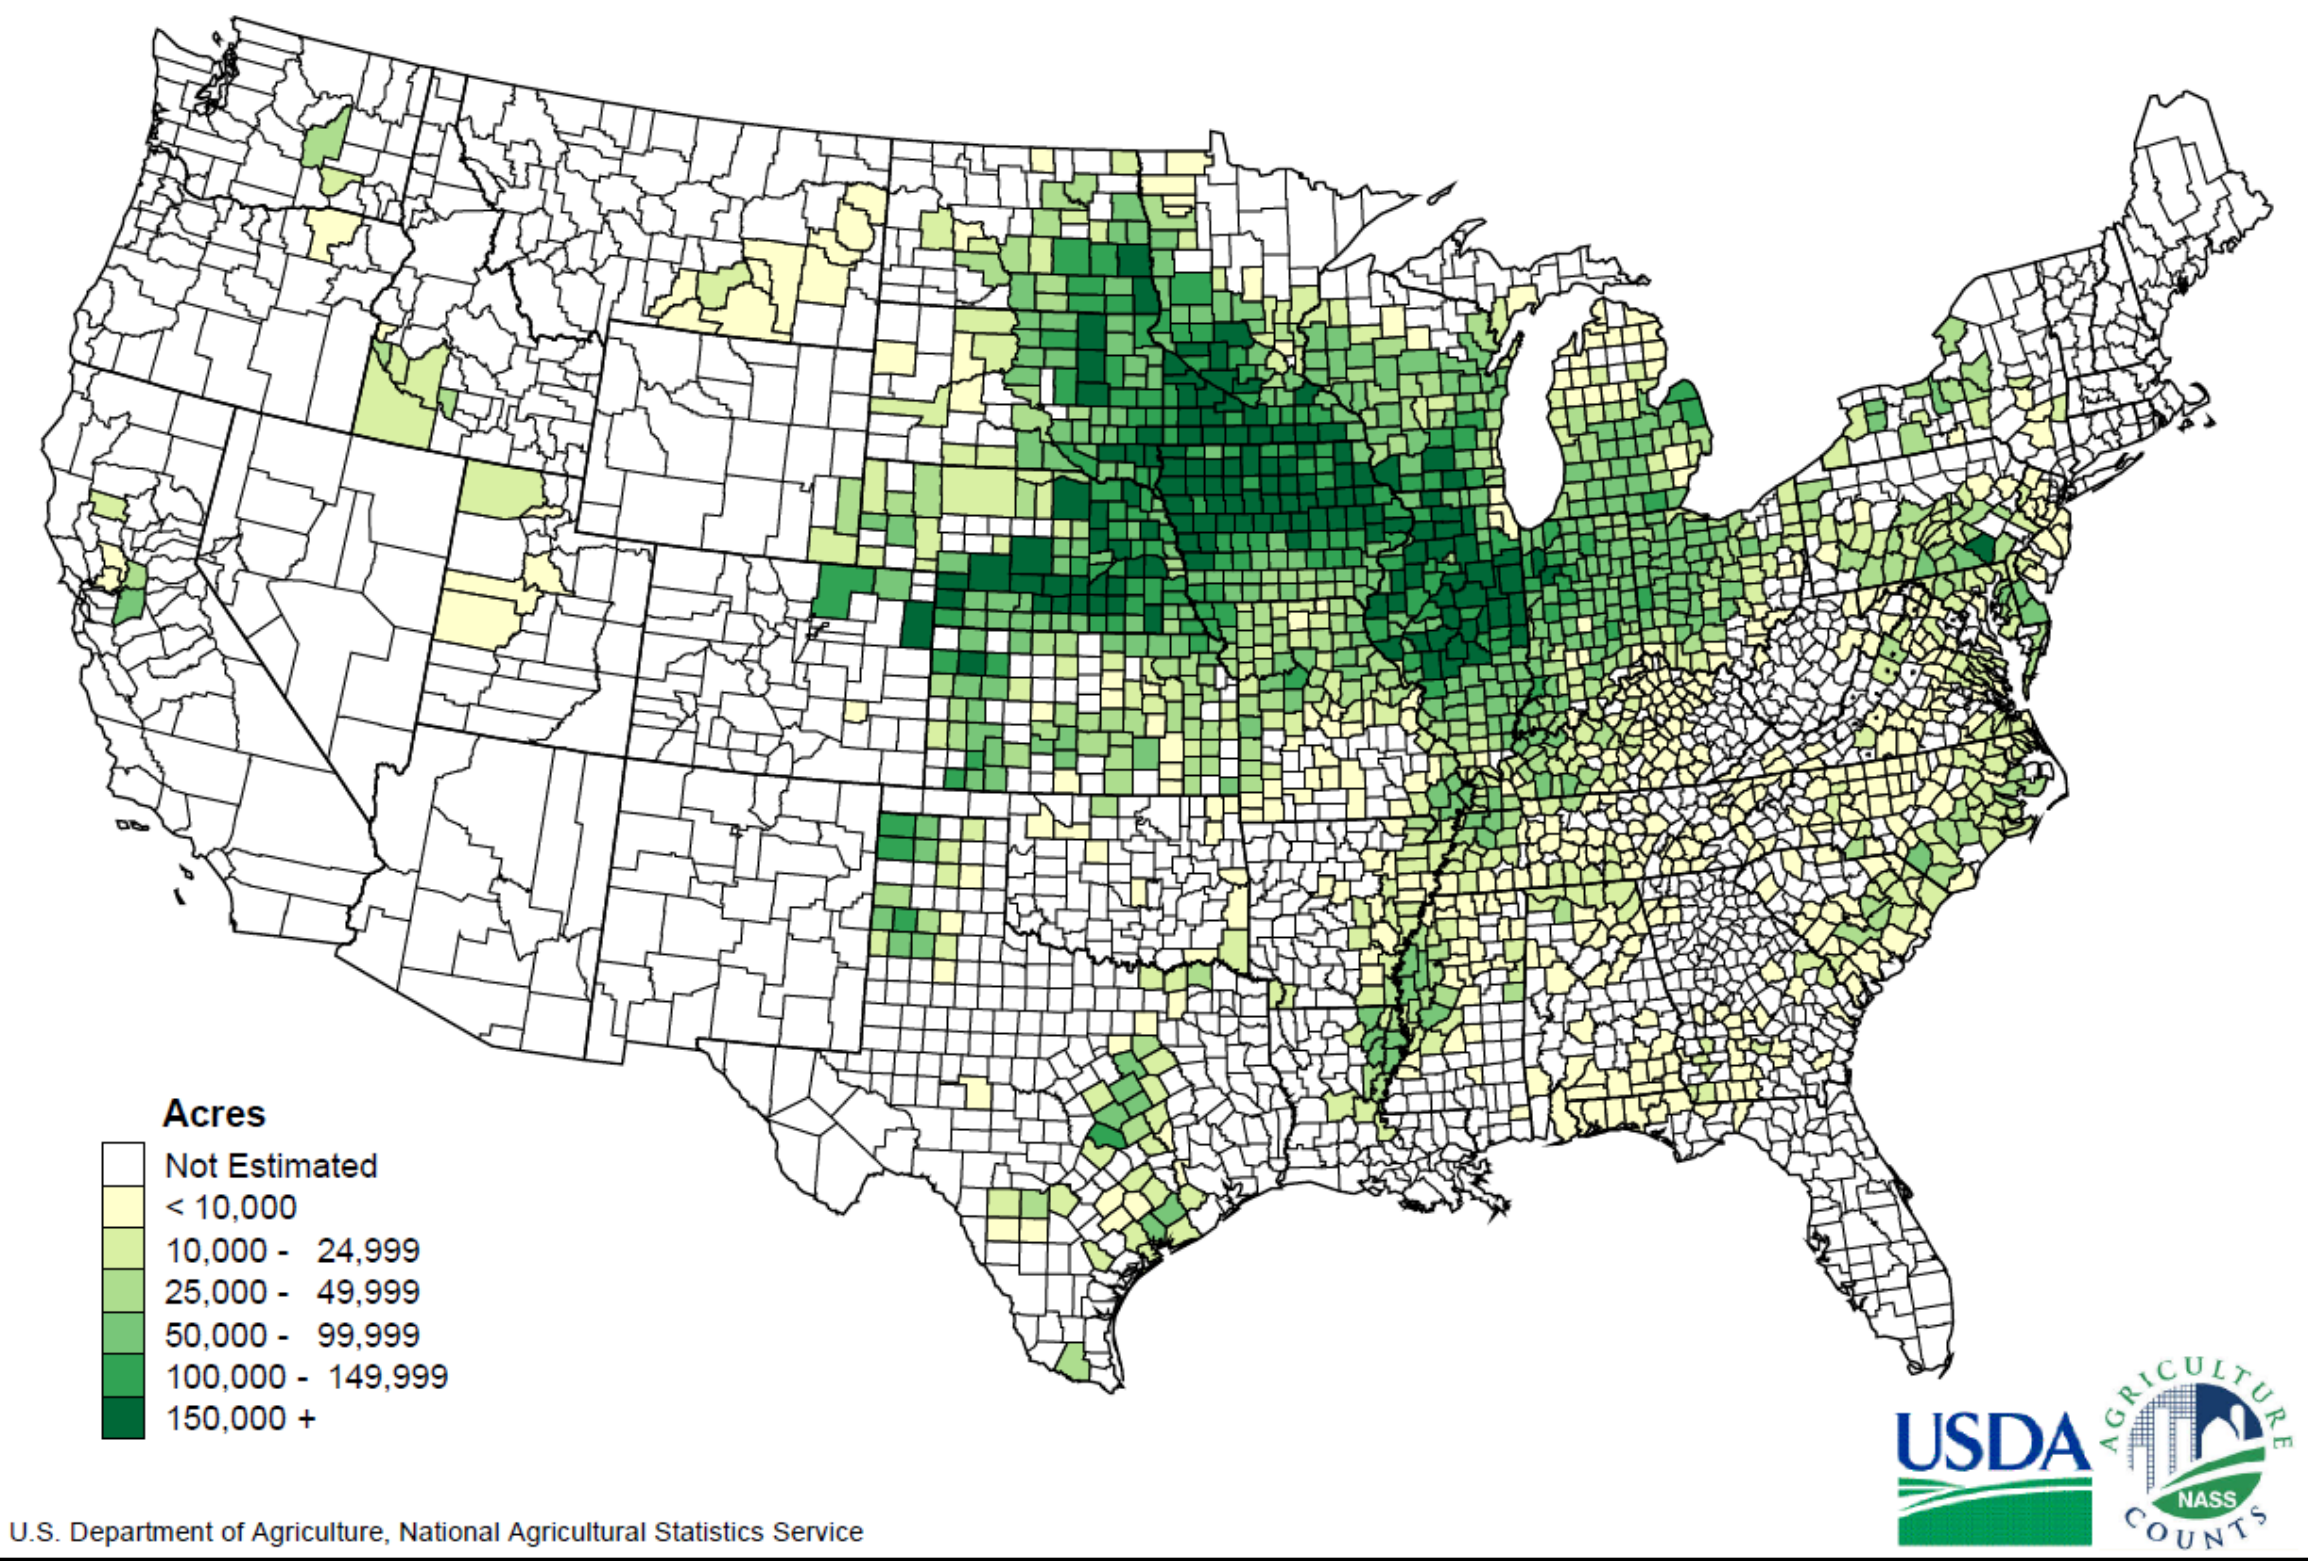 Acres
Not Estimated
< 10,000
10,000 - 24,999
25,000 - 49,999
50,000 - 99,999
100,000 - 149,999
150,000 +
USDA
AGRICULTURE
NASS
COUNTS
U.S. Department of Agriculture, National Agricultural Statistics Service